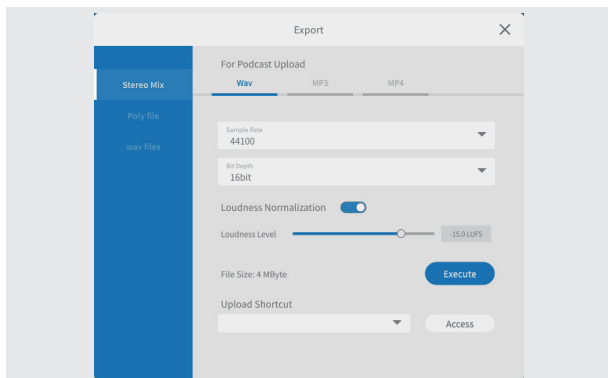 Export
Stereo Mix
Poly file
wav files
For Podcast Upload
Wav MP3 MP4
Sample Rate
44100
Bit Depth
16bit
Loudness Normalization
Loudness Level -15.0 LUFS
File Size: 4 MByte Execute
Upload Shortcut
Access